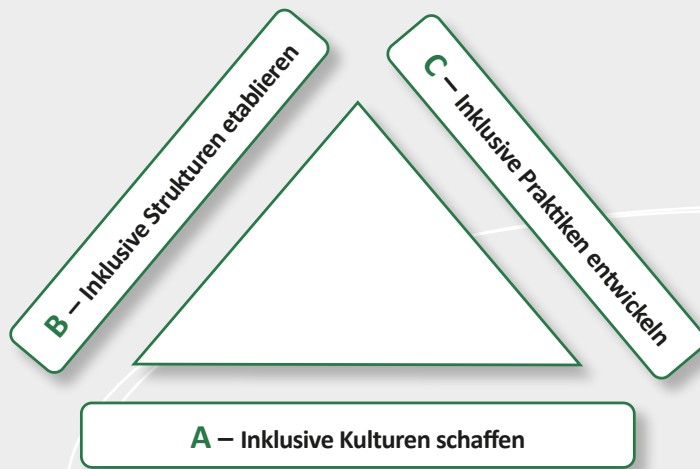 B – Inklusive Strukturen etablieren
C – Inklusive Praktiken entwickeln
A – Inklusive Kulturen schaffen